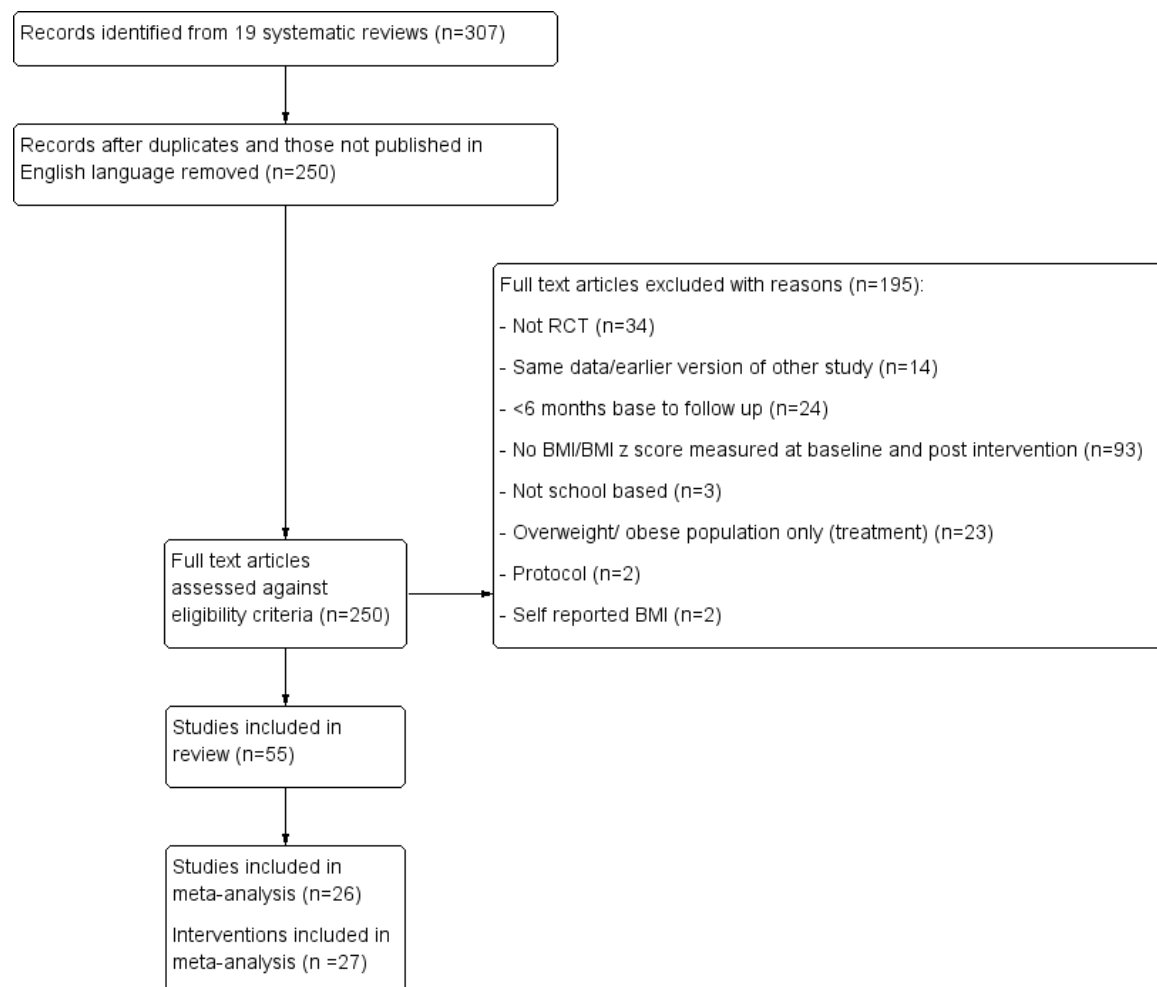 Records identified from 19 systematic reviews (n=307)
Records after duplicates and those not published in
English language removed (n=250)
Full text articles excluded with reasons (n=195):
- Not RCT (n=34)
- Same data/earlier version of other study (n=14)
- <6 months base to follow up (n=24)
- No BMI/BMI z score measured at baseline and post intervention (n=93)
- Not school based (n=3)
- Overweight/ obese population only (treatment) (n=23)
- Protocol (n=2)
- Self reported BMI (n=2)
Full text articles
assessed against
eligibility criteria (n=250)
Studies included in
review (n=55)
Studies included in
meta-analysis (n=26)
Interventions included in
meta-analysis (n =27)